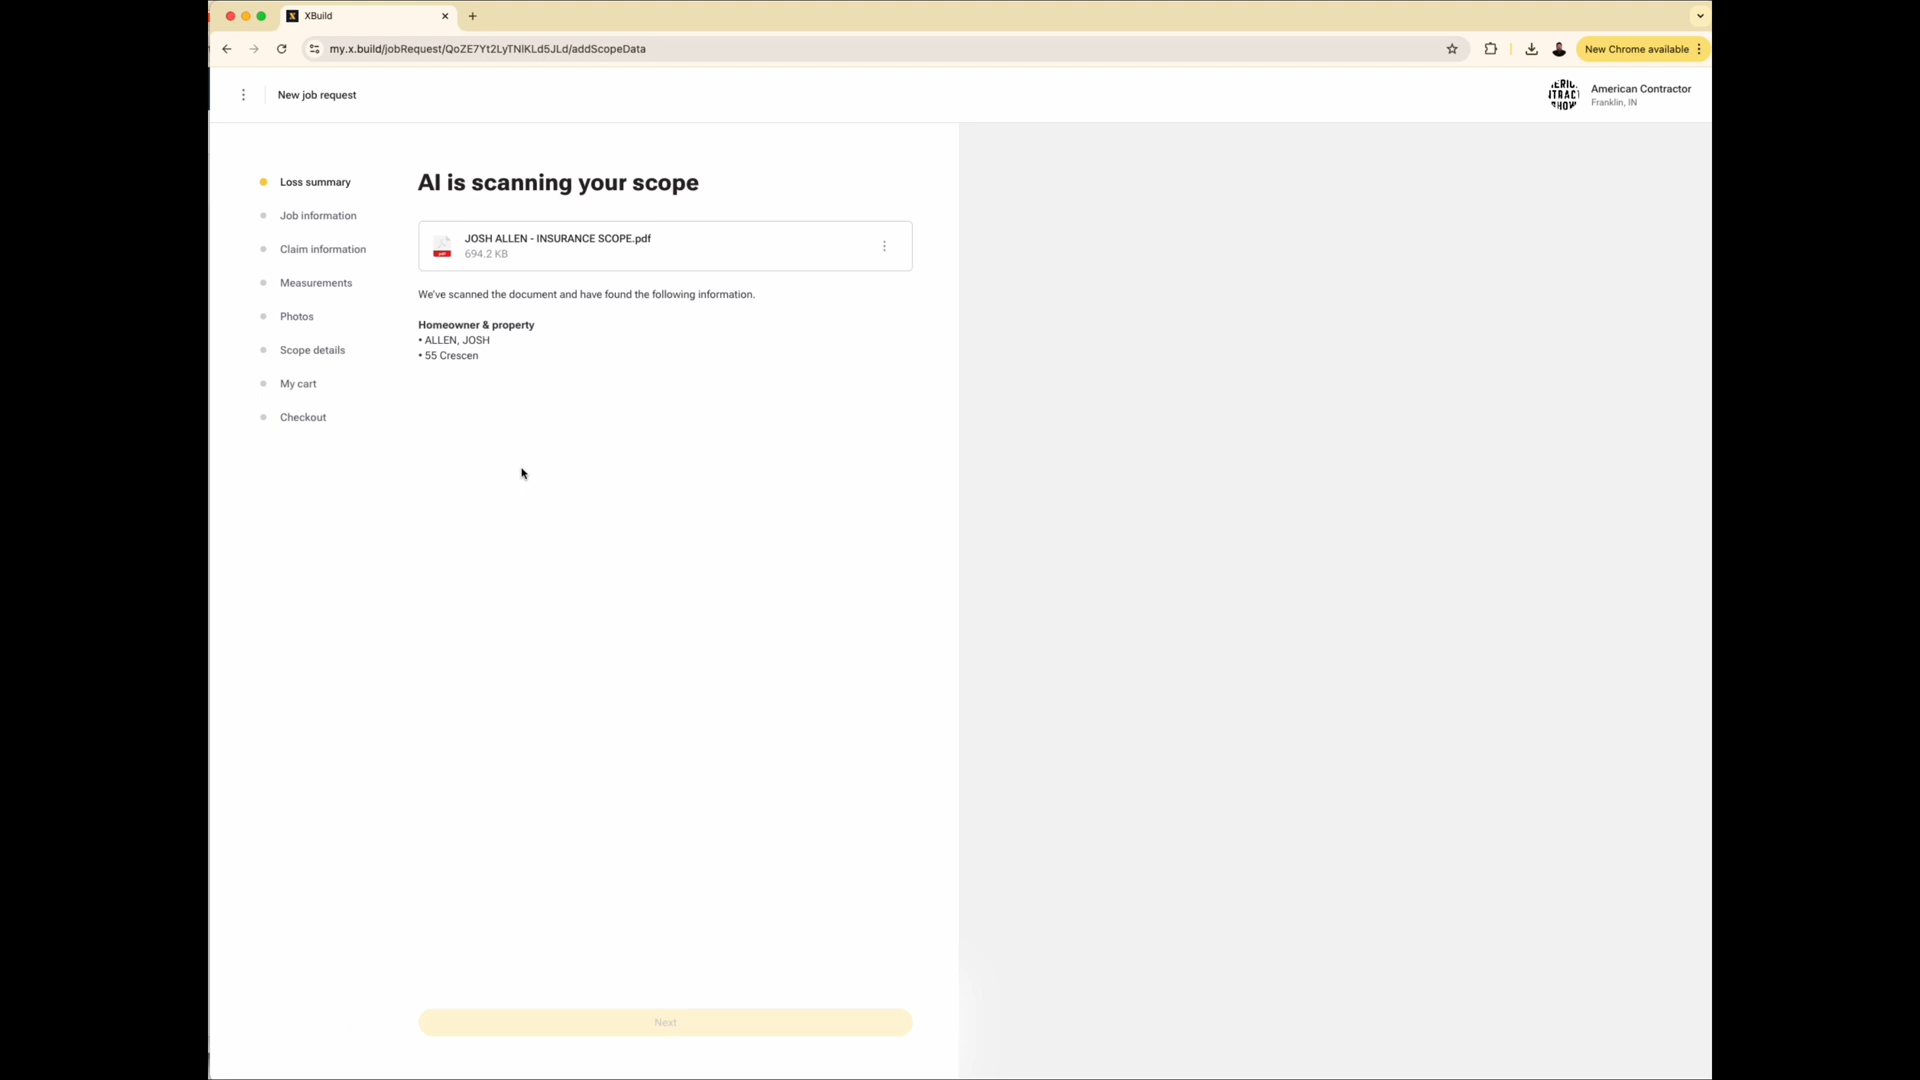 XBuild
my.x.build/jobRequest/QoZE7Yt2LyTNlKLd5JLd/addScopeData
New Chrome available
New job request
American Contractor
Franklin, IN
Loss summary
Job information
Claim information
Measurements
Photos
Scope details
My cart
Checkout
AI is scanning your scope
pdf
JOSH ALLEN - INSURANCE SCOPE.pdf
694.2 KB
We've scanned the document and have found the following information.
Homeowner & property
• ALLEN, JOSH
• 55 Crescen
Next